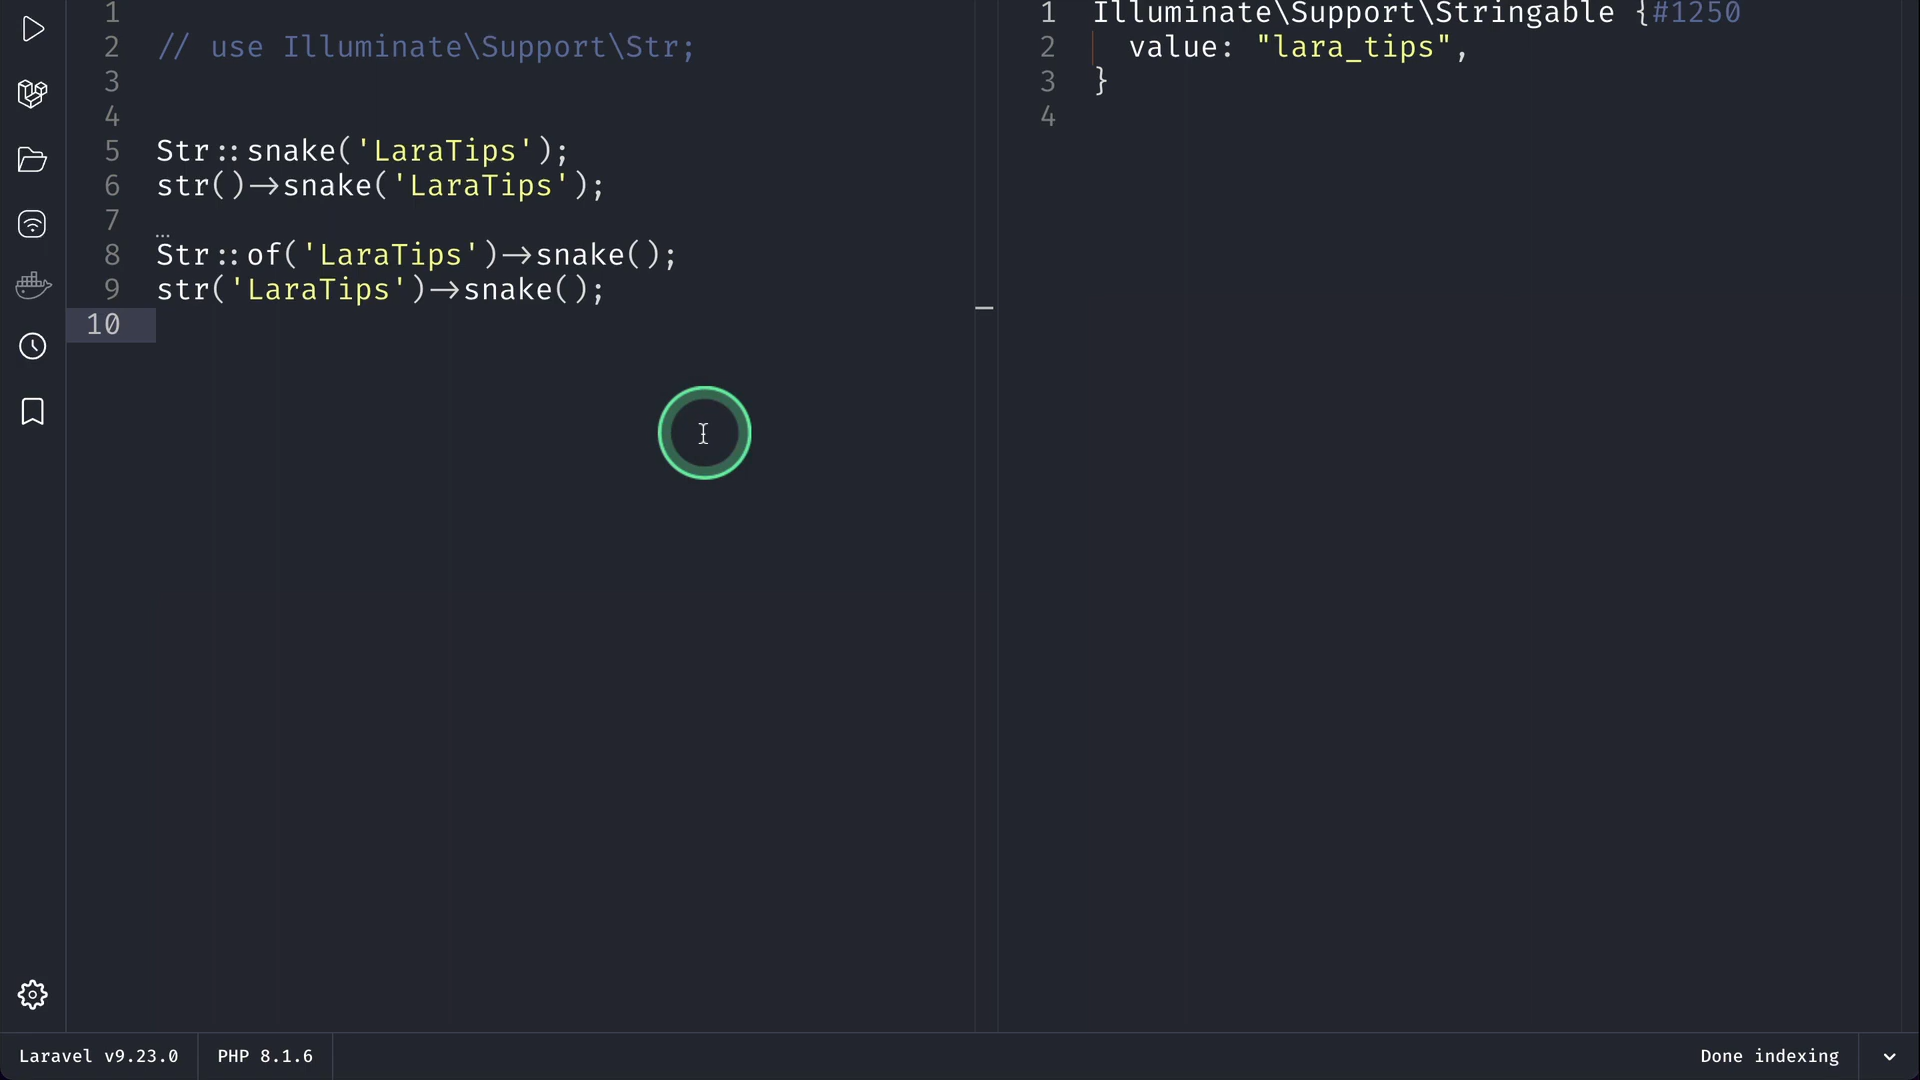 1
2 // use Illuminate\Support\Str;
3
4
5 Str::snake('LaraTips');
6 str()->snake('LaraTips');
7 …
8 Str::of('LaraTips')->snake();
9 str('LaraTips')->snake();
10
1 Illuminate\Support\Stringable {#1250
2 value: "lara_tips",
3 }
4
Laravel v9.23.0 PHP 8.1.6 Done indexing